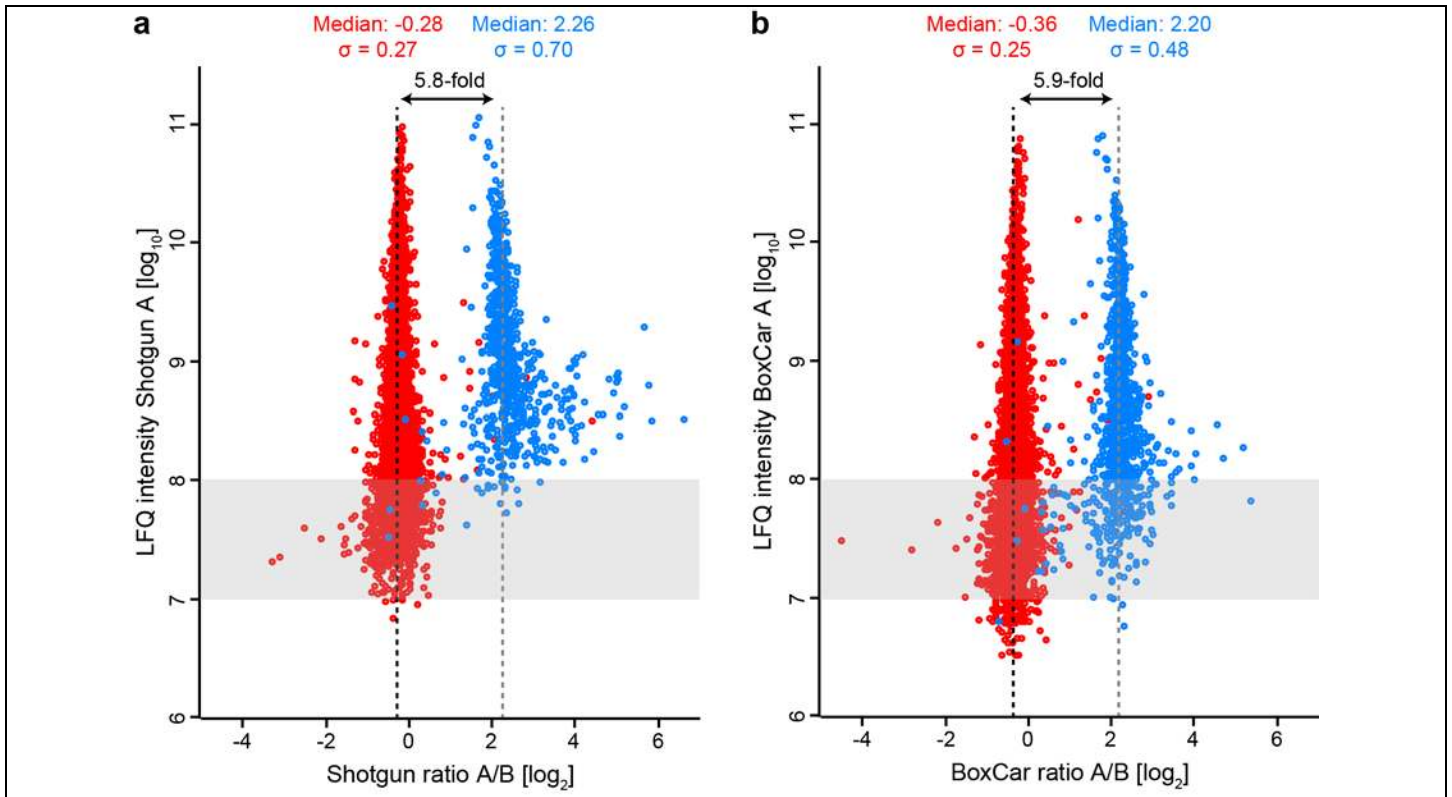 a
Median: -0.28 Median: 2.26
σ = 0.27 σ = 0.70
5.8-fold
11
10
9
8
7
6
LFQ intensity Shotgun A [log10]
-4 -2 0 2 4 6
Shotgun ratio A/B [log2]
b
Median: -0.36 Median: 2.20
σ = 0.25 σ = 0.48
5.9-fold
11
10
9
8
7
6
LFQ intensity BoxCar A [log10]
-4 -2 0 2 4 6
BoxCar ratio A/B [log2]